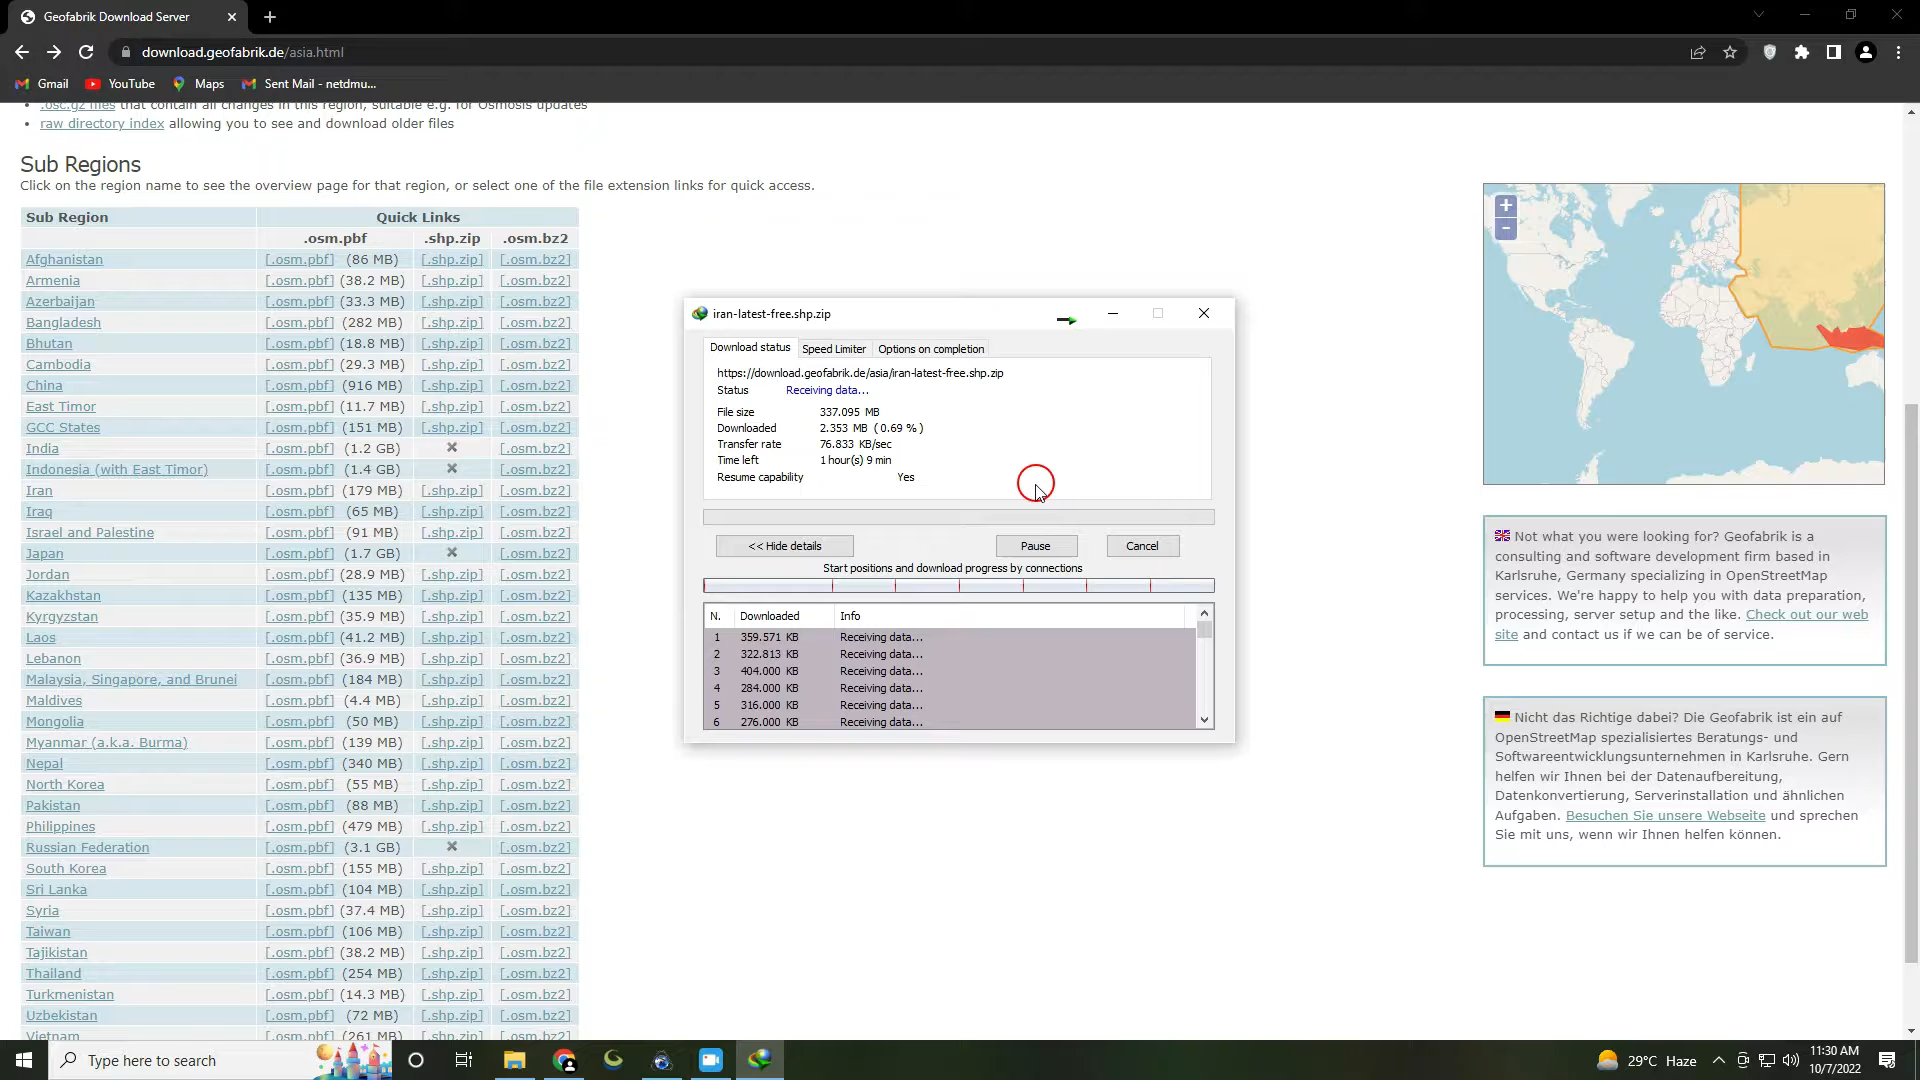 Geofabrik Download Server
download.geofabrik.de/asia.html
Gmail
YouTube
Maps
Sent Mail - netdmu...
.osc.gz files that contain all changes in this region, suitable e.g. for Osmosis updates
raw directory index allowing you to see and download older files
Sub Regions
Click on the region name to see the overview page for that region, or select one of the file extension links for quick access.
Sub Region Quick Links
.osm.pbf .shp.zip .osm.bz2
Afghanistan [.osm.pbf] (86 MB) [.shp.zip] [.osm.bz2]
Armenia [.osm.pbf] (38.2 MB) [.shp.zip] [.osm.bz2]
Azerbaijan [.osm.pbf] (33.3 MB) [.shp.zip] [.osm.bz2]
Bangladesh [.osm.pbf] (282 MB) [.shp.zip] [.osm.bz2]
Bhutan [.osm.pbf] (18.8 MB) [.shp.zip] [.osm.bz2]
Cambodia [.osm.pbf] (29.3 MB) [.shp.zip] [.osm.bz2]
China [.osm.pbf] (916 MB) [.shp.zip] [.osm.bz2]
East Timor [.osm.pbf] (11.7 MB) [.shp.zip] [.osm.bz2]
GCC States [.osm.pbf] (151 MB) [.shp.zip] [.osm.bz2]
India [.osm.pbf] (1.2 GB) ✖ [.osm.bz2]
Indonesia (with East Timor) [.osm.pbf] (1.4 GB) ✖ [.osm.bz2]
Iran [.osm.pbf] (179 MB) [.shp.zip] [.osm.bz2]
Iraq [.osm.pbf] (65 MB) [.shp.zip] [.osm.bz2]
Israel and Palestine [.osm.pbf] (91 MB) [.shp.zip] [.osm.bz2]
Japan [.osm.pbf] (1.7 GB) ✖ [.osm.bz2]
Jordan [.osm.pbf] (28.9 MB) [.shp.zip] [.osm.bz2]
Kazakhstan [.osm.pbf] (135 MB) [.shp.zip] [.osm.bz2]
Kyrgyzstan [.osm.pbf] (35.9 MB) [.shp.zip] [.osm.bz2]
Laos [.osm.pbf] (41.2 MB) [.shp.zip] [.osm.bz2]
Lebanon [.osm.pbf] (36.9 MB) [.shp.zip] [.osm.bz2]
Malaysia, Singapore, and Brunei [.osm.pbf] (184 MB) [.shp.zip] [.osm.bz2]
Maldives [.osm.pbf] (4.4 MB) [.shp.zip] [.osm.bz2]
Mongolia [.osm.pbf] (50 MB) [.shp.zip] [.osm.bz2]
Myanmar (a.k.a. Burma) [.osm.pbf] (139 MB) [.shp.zip] [.osm.bz2]
Nepal [.osm.pbf] (340 MB) [.shp.zip] [.osm.bz2]
North Korea [.osm.pbf] (55 MB) [.shp.zip] [.osm.bz2]
Pakistan [.osm.pbf] (88 MB) [.shp.zip] [.osm.bz2]
Philippines [.osm.pbf] (479 MB) [.shp.zip] [.osm.bz2]
Russian Federation [.osm.pbf] (3.1 GB) ✖ [.osm.bz2]
South Korea [.osm.pbf] (155 MB) [.shp.zip] [.osm.bz2]
Sri Lanka [.osm.pbf] (104 MB) [.shp.zip] [.osm.bz2]
Syria [.osm.pbf] (37.4 MB) [.shp.zip] [.osm.bz2]
Taiwan [.osm.pbf] (106 MB) [.shp.zip] [.osm.bz2]
Tajikistan [.osm.pbf] (38.2 MB) [.shp.zip] [.osm.bz2]
Thailand [.osm.pbf] (254 MB) [.shp.zip] [.osm.bz2]
Turkmenistan [.osm.pbf] (14.3 MB) [.shp.zip] [.osm.bz2]
Uzbekistan [.osm.pbf] (72 MB) [.shp.zip] [.osm.bz2]
Vietnam [.osm.pbf] (261 MB) [.shp.zip] [.osm.bz2]
iran-latest-free.shp.zip
Download status Speed Limiter Options on completion
https://download.geofabrik.de/asia/iran-latest-free.shp.zip
Status Receiving data...
File size 337.095 MB
Downloaded 2.353 MB ( 0.69 % )
Transfer rate 76.833 KB/sec
Time left 1 hour(s) 9 min
Resume capability Yes
<< Hide details Pause Cancel
Start positions and download progress by connections
N. Downloaded Info
1 359.571 KB Receiving data...
2 322.813 KB Receiving data...
3 404.000 KB Receiving data...
4 284.000 KB Receiving data...
5 316.000 KB Receiving data...
6 276.000 KB Receiving data...
+
-
Not what you were looking for? Geofabrik is a
consulting and software development firm based in
Karlsruhe, Germany specializing in OpenStreetMap
services. We're happy to help you with data preparation,
processing, server setup and the like. Check out our web
site and contact us if we can be of service.
Nicht das Richtige dabei? Die Geofabrik ist ein auf
OpenStreetMap spezialisiertes Beratungs- und
Softwareentwicklungsunternehmen in Karlsruhe. Gern
helfen wir Ihnen bei der Datenaufbereitung,
Datenkonvertierung, Serverinstallation und ähnlichen
Aufgaben. Besuchen Sie unsere Webseite und sprechen
Sie mit uns, wenn wir Ihnen helfen können.
Type here to search
29°C Haze
11:30 AM
10/7/2022